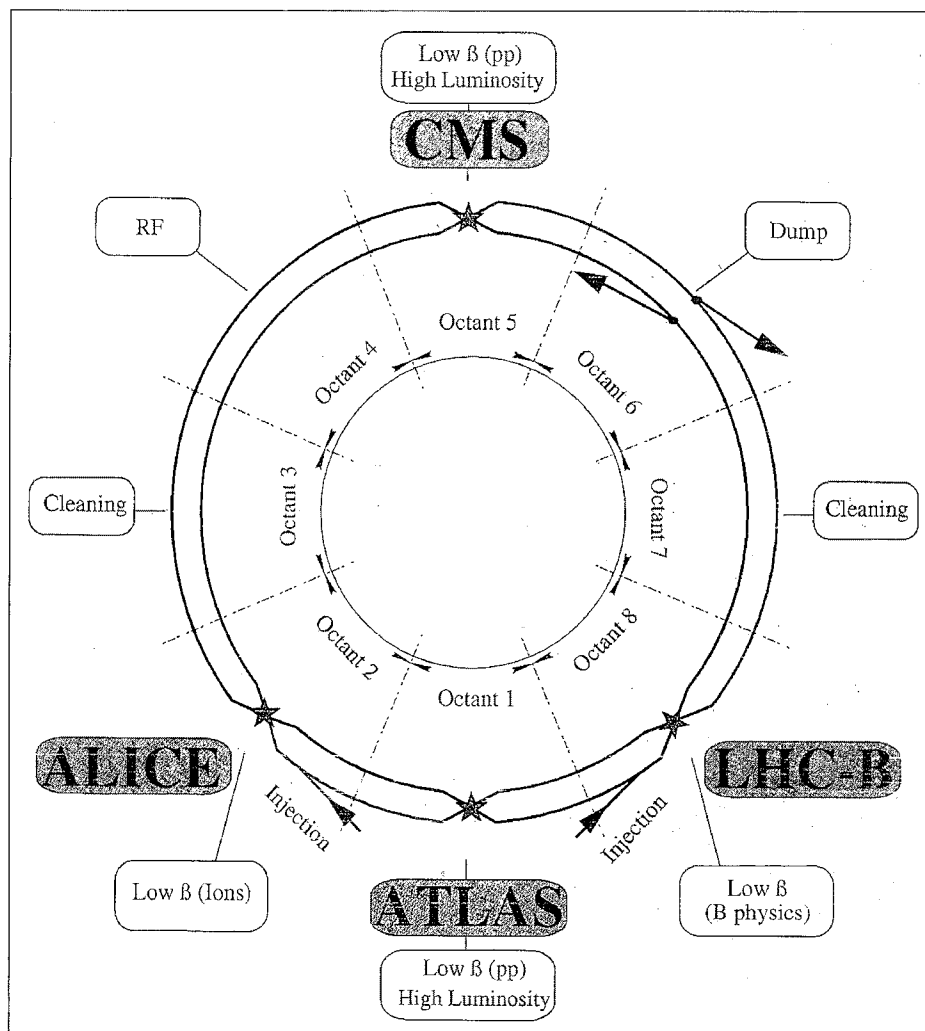 Low ß (pp)
High Luminosity
CMS
RF
Dump
Octant 5
Octant 4
Octant 6
Cleaning
Octant 3
Octant 7
Cleaning
Octant 2
Octant 8
Octant 1
ALiCE
LHC-B
Injection
Injection
Low ß (Ions)
ATLAS
Low ß
(B physics)
Low ß (pp)
High Luminosity